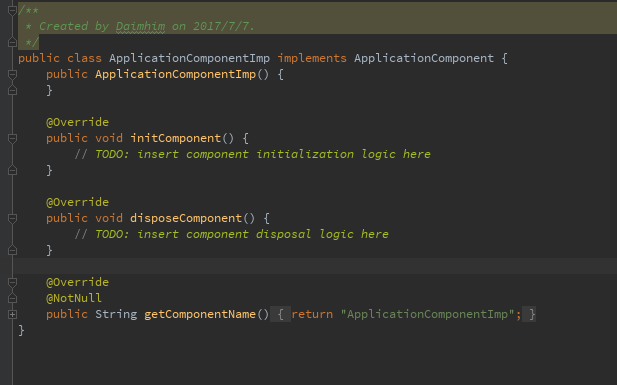 /**
 * Created by Daimhim on 2017/7/7.
 */
public class ApplicationComponentImp implements ApplicationComponent {
    public ApplicationComponentImp() {
    }

    @Override
    public void initComponent() {
        // TODO: insert component initialization logic here
    }

    @Override
    public void disposeComponent() {
        // TODO: insert component disposal logic here
    }

    @Override
    @NotNull
    public String getComponentName() { return "ApplicationComponentImp"; }
}